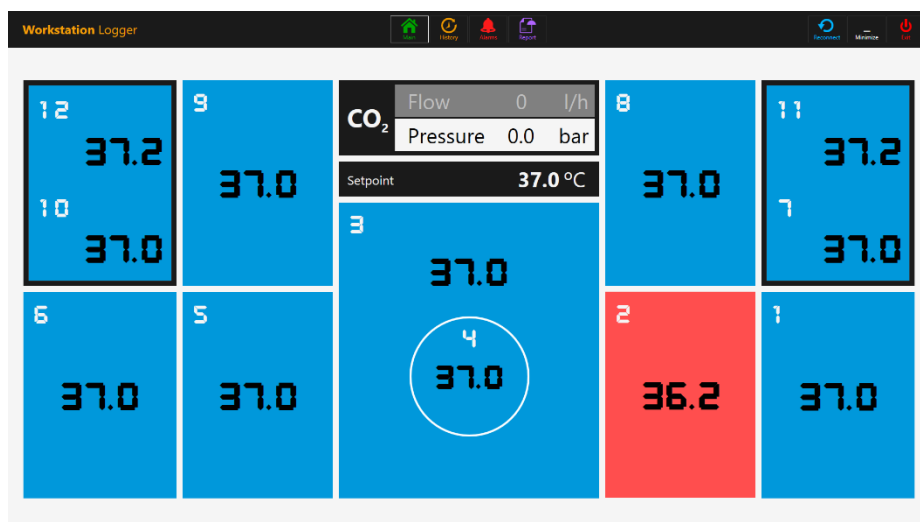 Workstation Logger
Main
History
Alarms
Report
Reconnect
Minimize
Exit
12
37.2
10
37.0
9
37.0
CO2
Flow 0 l/h
Pressure 0.0 bar
Setpoint 37.0 ºC
3
37.0
4
37.0
8
37.0
11
37.2
7
37.0
6
37.0
5
37.0
2
36.2
1
37.0